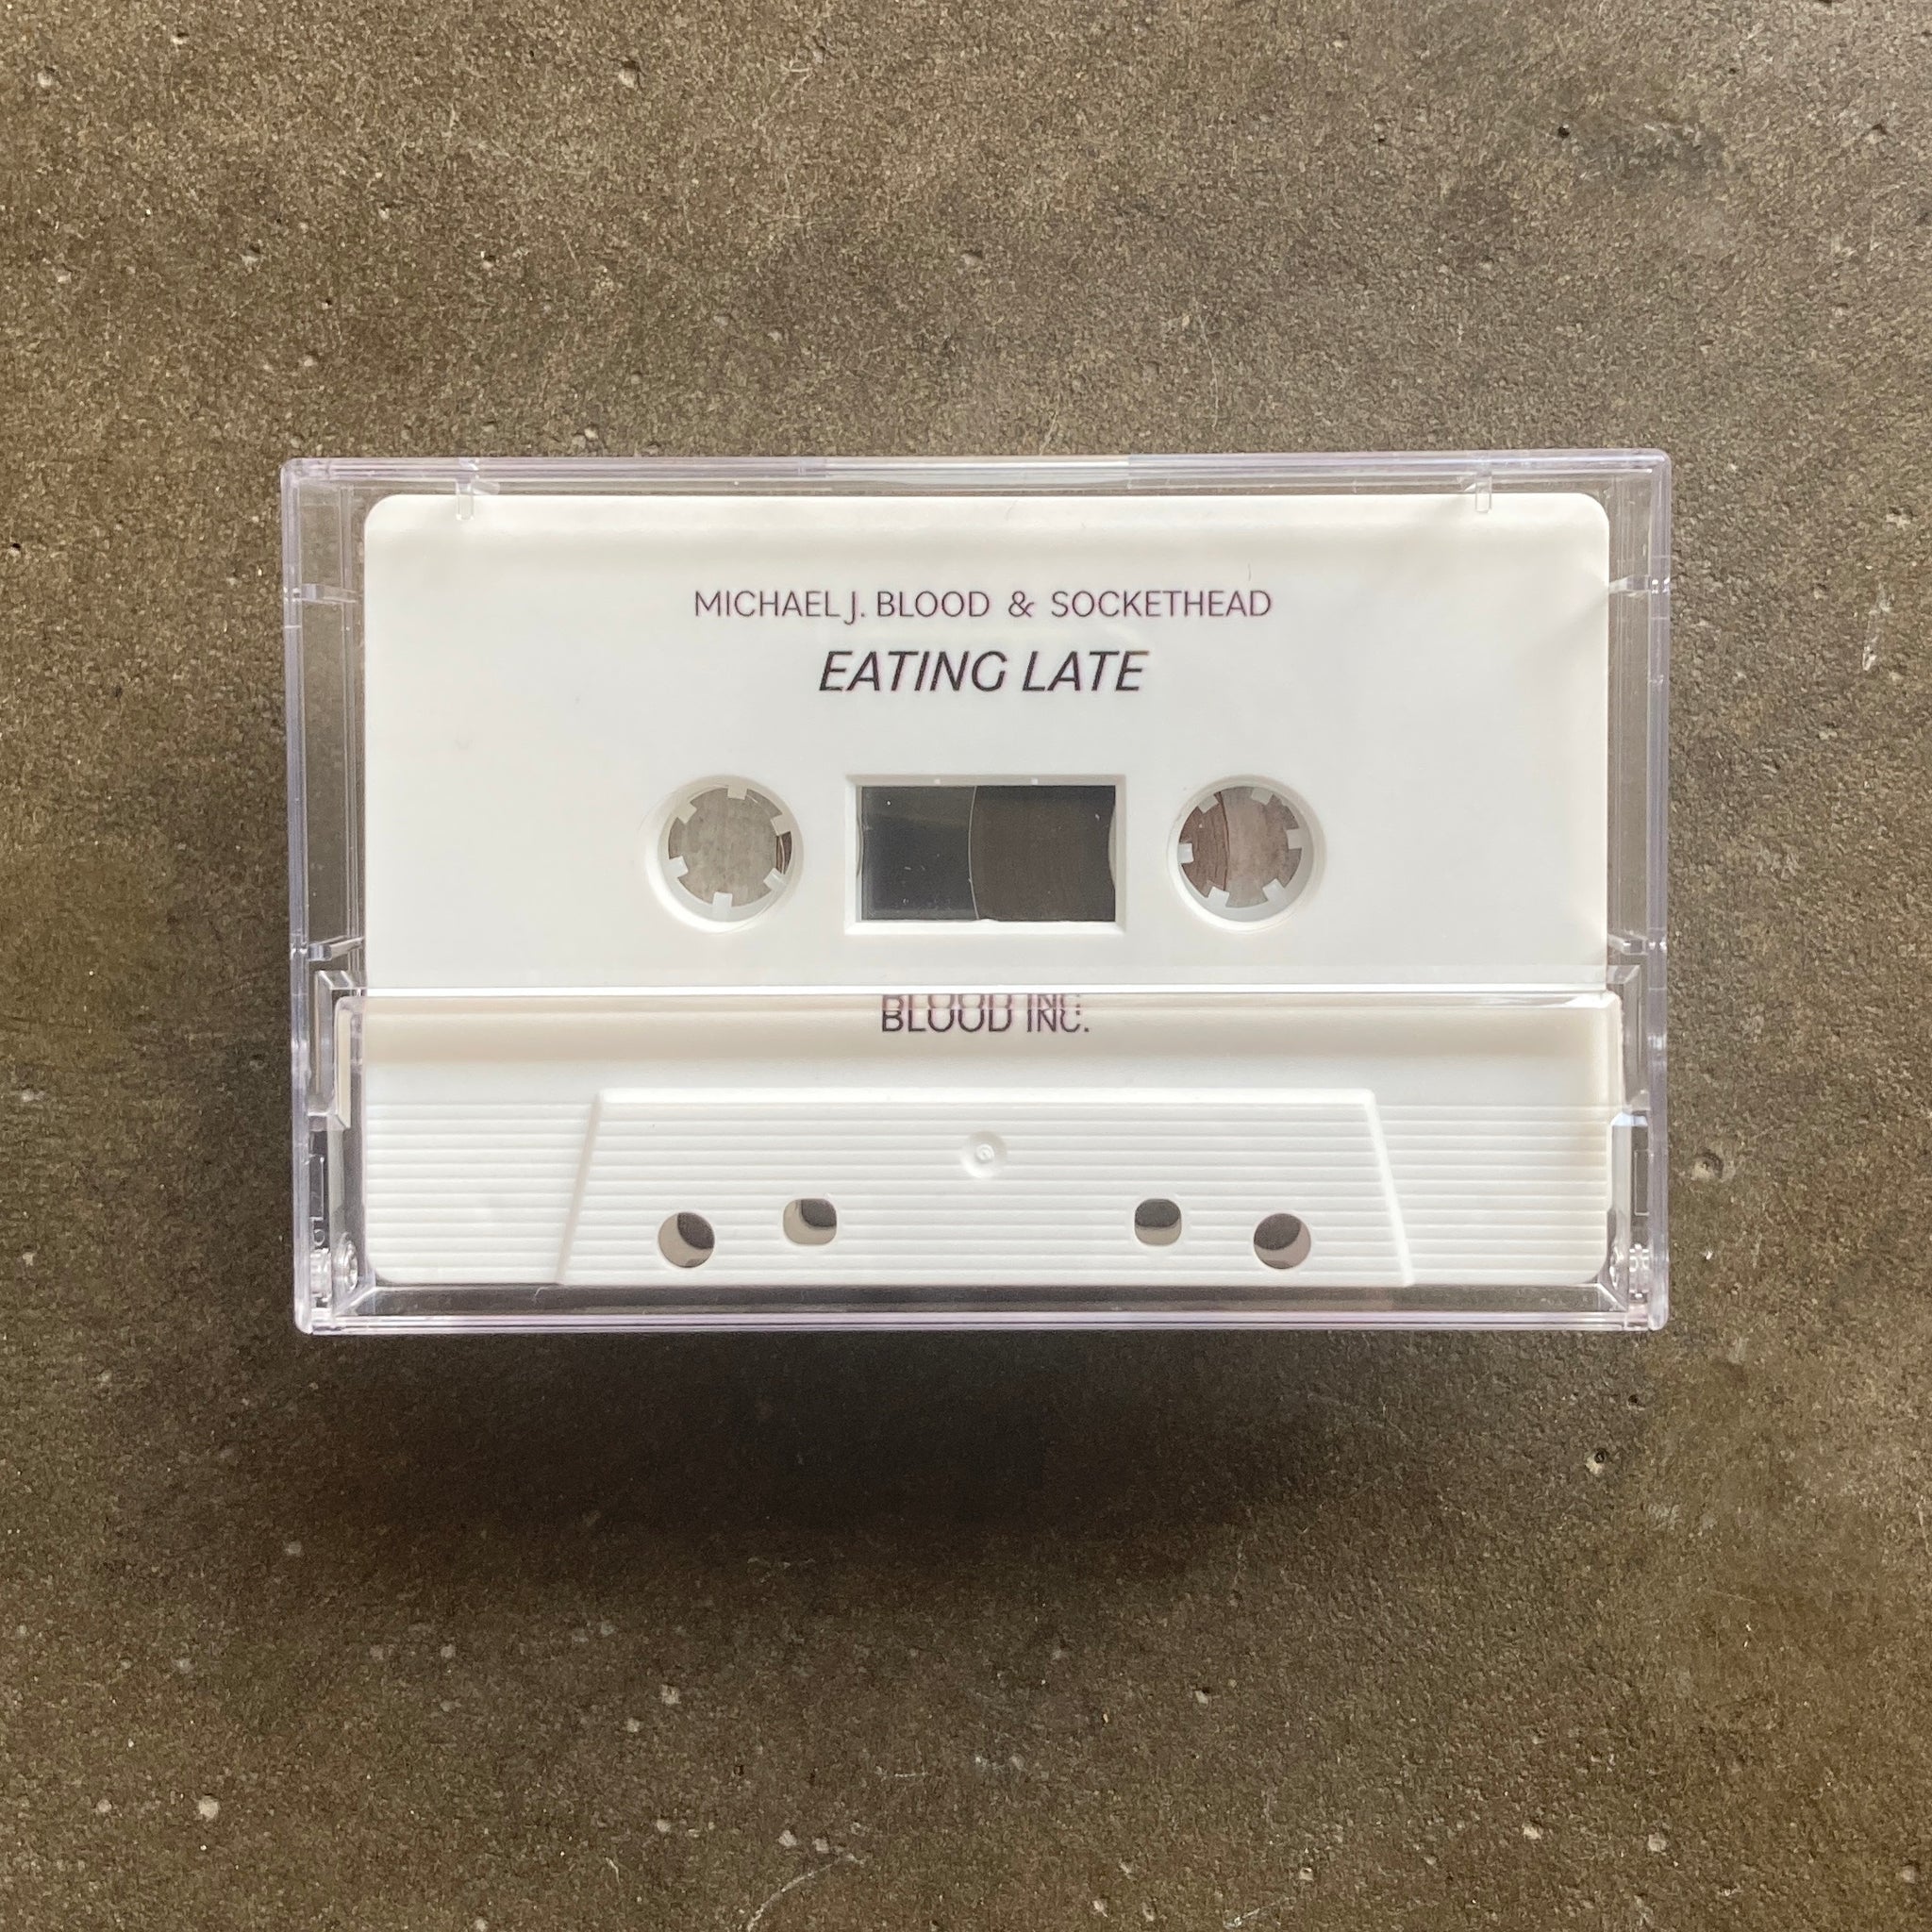 MICHAEL J. BLOOD & SOCKETHEAD
EATING LATE
BLOOD INC.